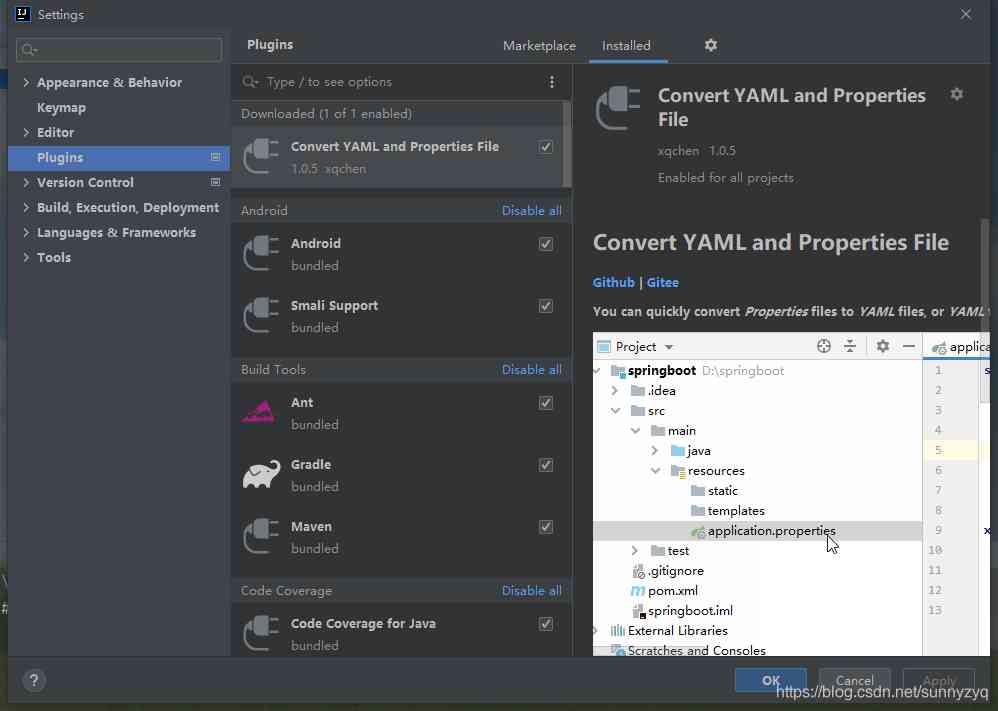 Settings
Plugins
Marketplace
Installed
Type / to see options
Appearance & Behavior
Keymap
Editor
Plugins
Version Control
Build, Execution, Deployment
Languages & Frameworks
Tools
Downloaded (1 of 1 enabled)
Convert YAML and Properties File
1.0.5 xqchen
Android
Disable all
Android
bundled
Smali Support
bundled
Build Tools
Disable all
Ant
bundled
Gradle
bundled
Maven
bundled
Code Coverage
Disable all
Code Coverage for Java
bundled
Convert YAML and Properties
File
xqchen 1.0.5
Enabled for all projects
Convert YAML and Properties File
Github | Gitee
You can quickly convert Properties files to YAML files, or YAML
Project
applica
springboot D:\springboot
.idea
src
main
java
resources
static
templates
application.properties
test
.gitignore
pom.xml
springboot.iml
External Libraries
Scratches and Consoles
1
s
2
3
4
5
6
7
8
9
x
10
11
12
13
?
OK
Cancel
Apply
https://blog.csdn.net/sunnyzyq